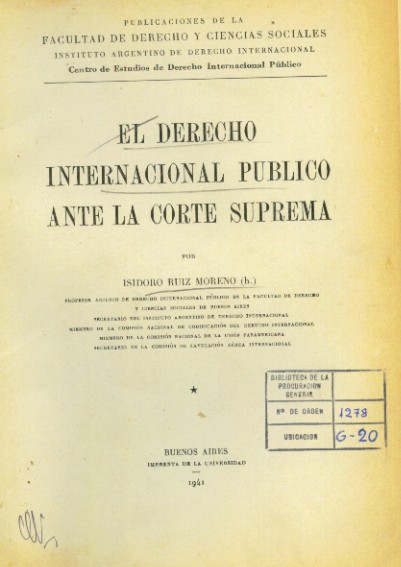 PUBLICACIONES DE LA
FACULTAD DE DERECHO Y CIENCIAS SOCIALES
INSTITUTO ARGENTINO DE DERECHO INTERNACIONAL
Centro de Estudios de Derecho Internacional Público
EL DERECHO
INTERNACIONAL PUBLICO
ANTE LA CORTE SUPREMA
POR
ISIDORO RUIZ MORENO (h.)
PROFESOR ADJUNTO DE DERECHO INTERNACIONAL PÚBLICO EN LA FACULTAD DE DERECHO
Y CIENCIAS SOCIALES DE BUENOS AIRES
SECRETARIO DEL INSTITUTO ARGENTINO DE DERECHO INTERNACIONAL
MIEMBRO DE LA COMISIÓN NACIONAL DE CODIFICACIÓN DEL DERECHO INTERNACIONAL
MIEMBRO DE LA COMISIÓN NACIONAL DE LA UNIÓN PANAMERICANA
SECRETARIO DE LA COMISIÓN DE NAVEGACIÓN AÉREA INTERNACIONAL
★
BIBLIOTECA DE LA
PROCURACION
GENERAL
Nº DE ORDEN 1278
UBICACION G-20
BUENOS AIRES
IMPRENTA DE LA UNIVERSIDAD
1941